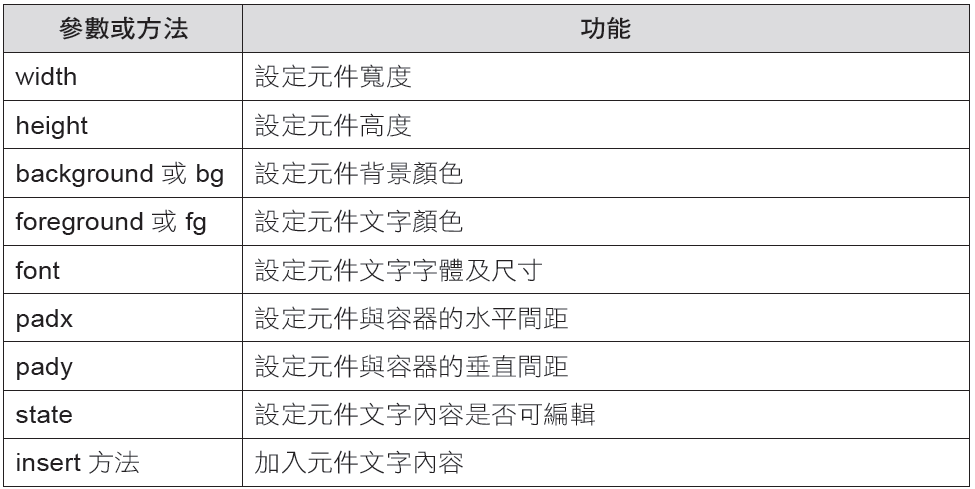 參數或方法 功能
width 設定元件寬度
height 設定元件高度
background 或 bg 設定元件背景顏色
foreground 或 fg 設定元件文字顏色
font 設定元件文字字體及尺寸
padx 設定元件與容器的水平間距
pady 設定元件與容器的垂直間距
state 設定元件文字內容是否可編輯
insert 方法 加入元件文字內容